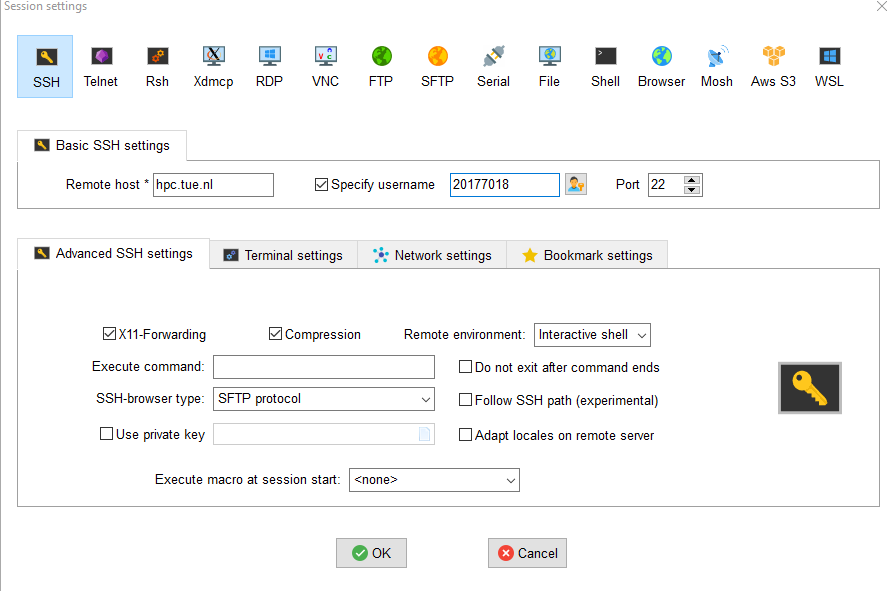 Session settings
SSH Telnet Rsh Xdmcp RDP VNC FTP SFTP Serial File Shell Browser Mosh Aws S3 WSL
Basic SSH settings
Remote host * hpc.tue.nl Specify username 20177018 Port 22
Advanced SSH settings Terminal settings Network settings Bookmark settings
X11-Forwarding Compression Remote environment: Interactive shell
Execute command: Do not exit after command ends
SSH-browser type: SFTP protocol Follow SSH path (experimental)
Use private key Adapt locales on remote server
Execute macro at session start: <none>
OK Cancel